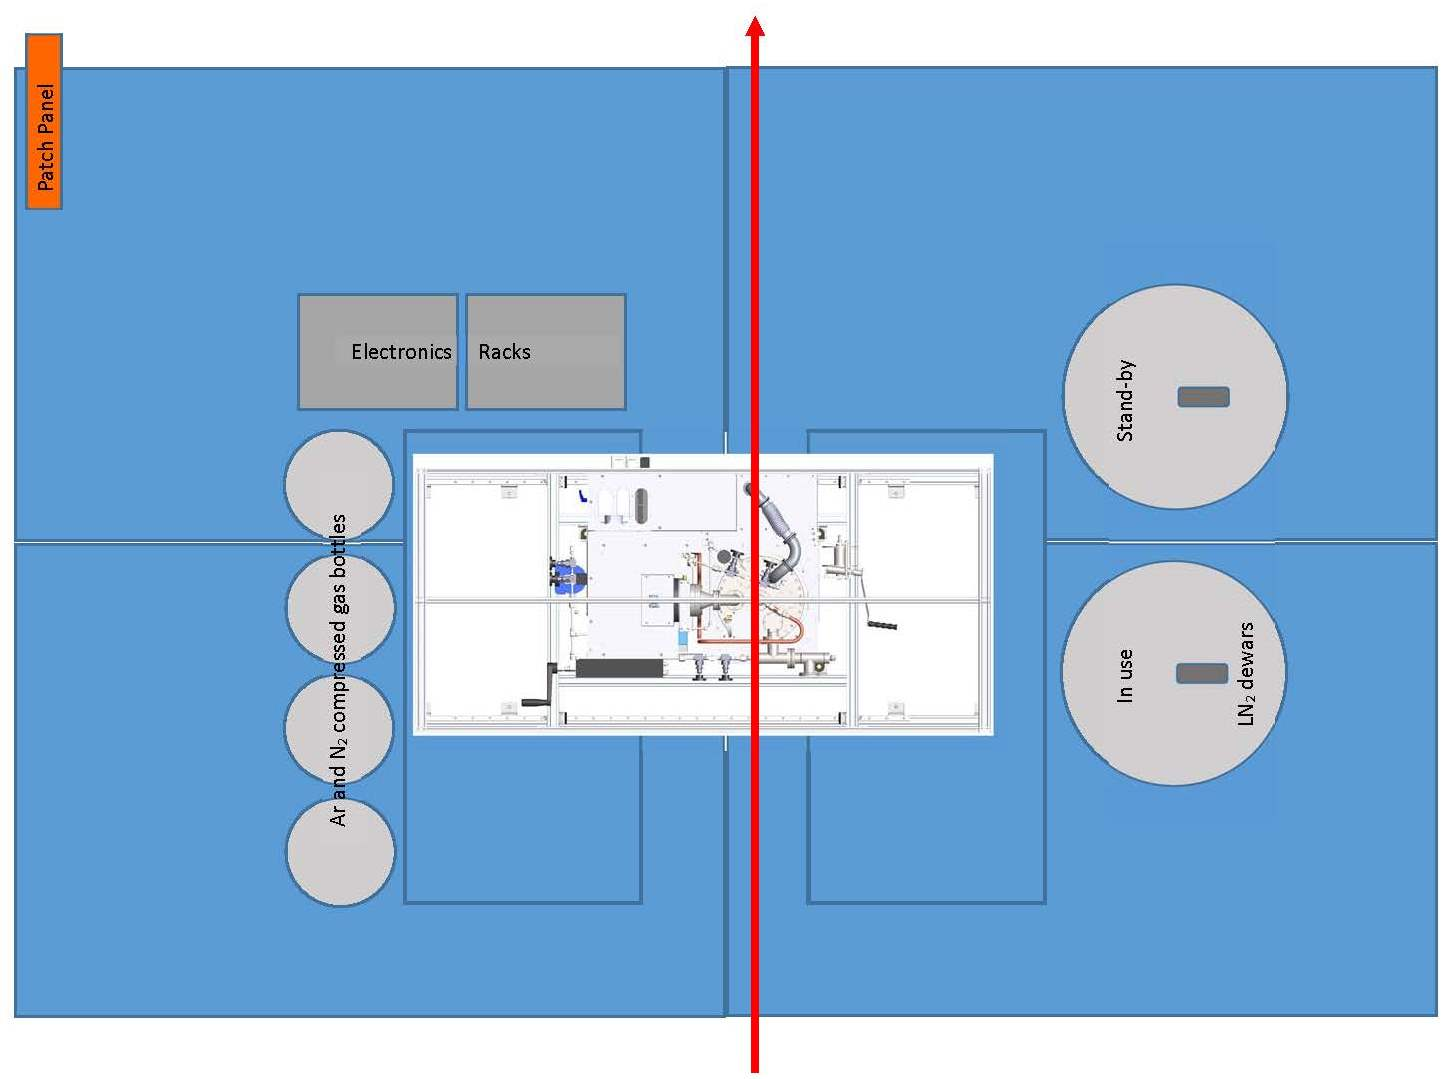 Patch Panel
Electronics Racks
Stand-by
Ar and N₂ compressed gas bottles
In use
LN₂ dewars